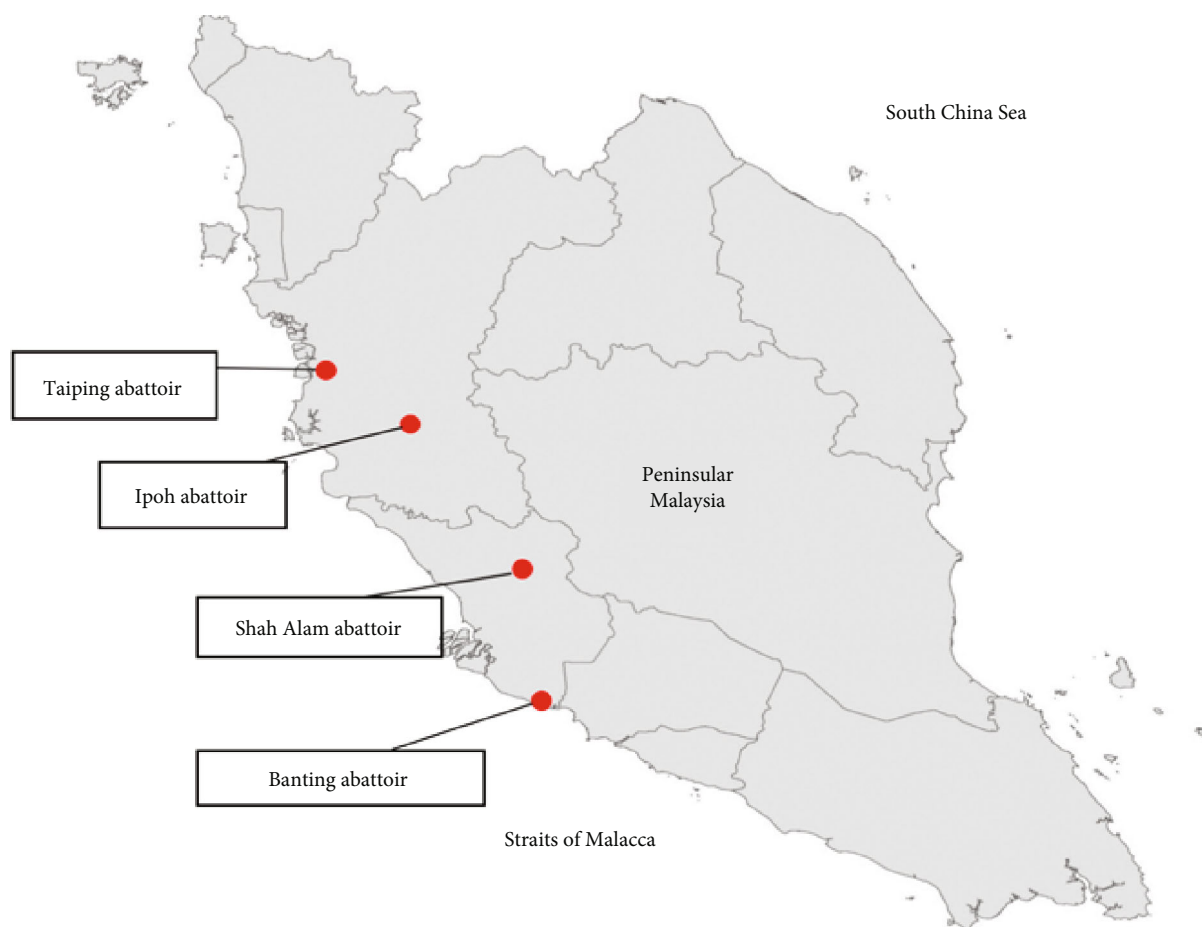 South China Sea
Taiping abattoir
Ipoh abattoir
Peninsular
Malaysia
Shah Alam abattoir
Banting abattoir
Straits of Malacca